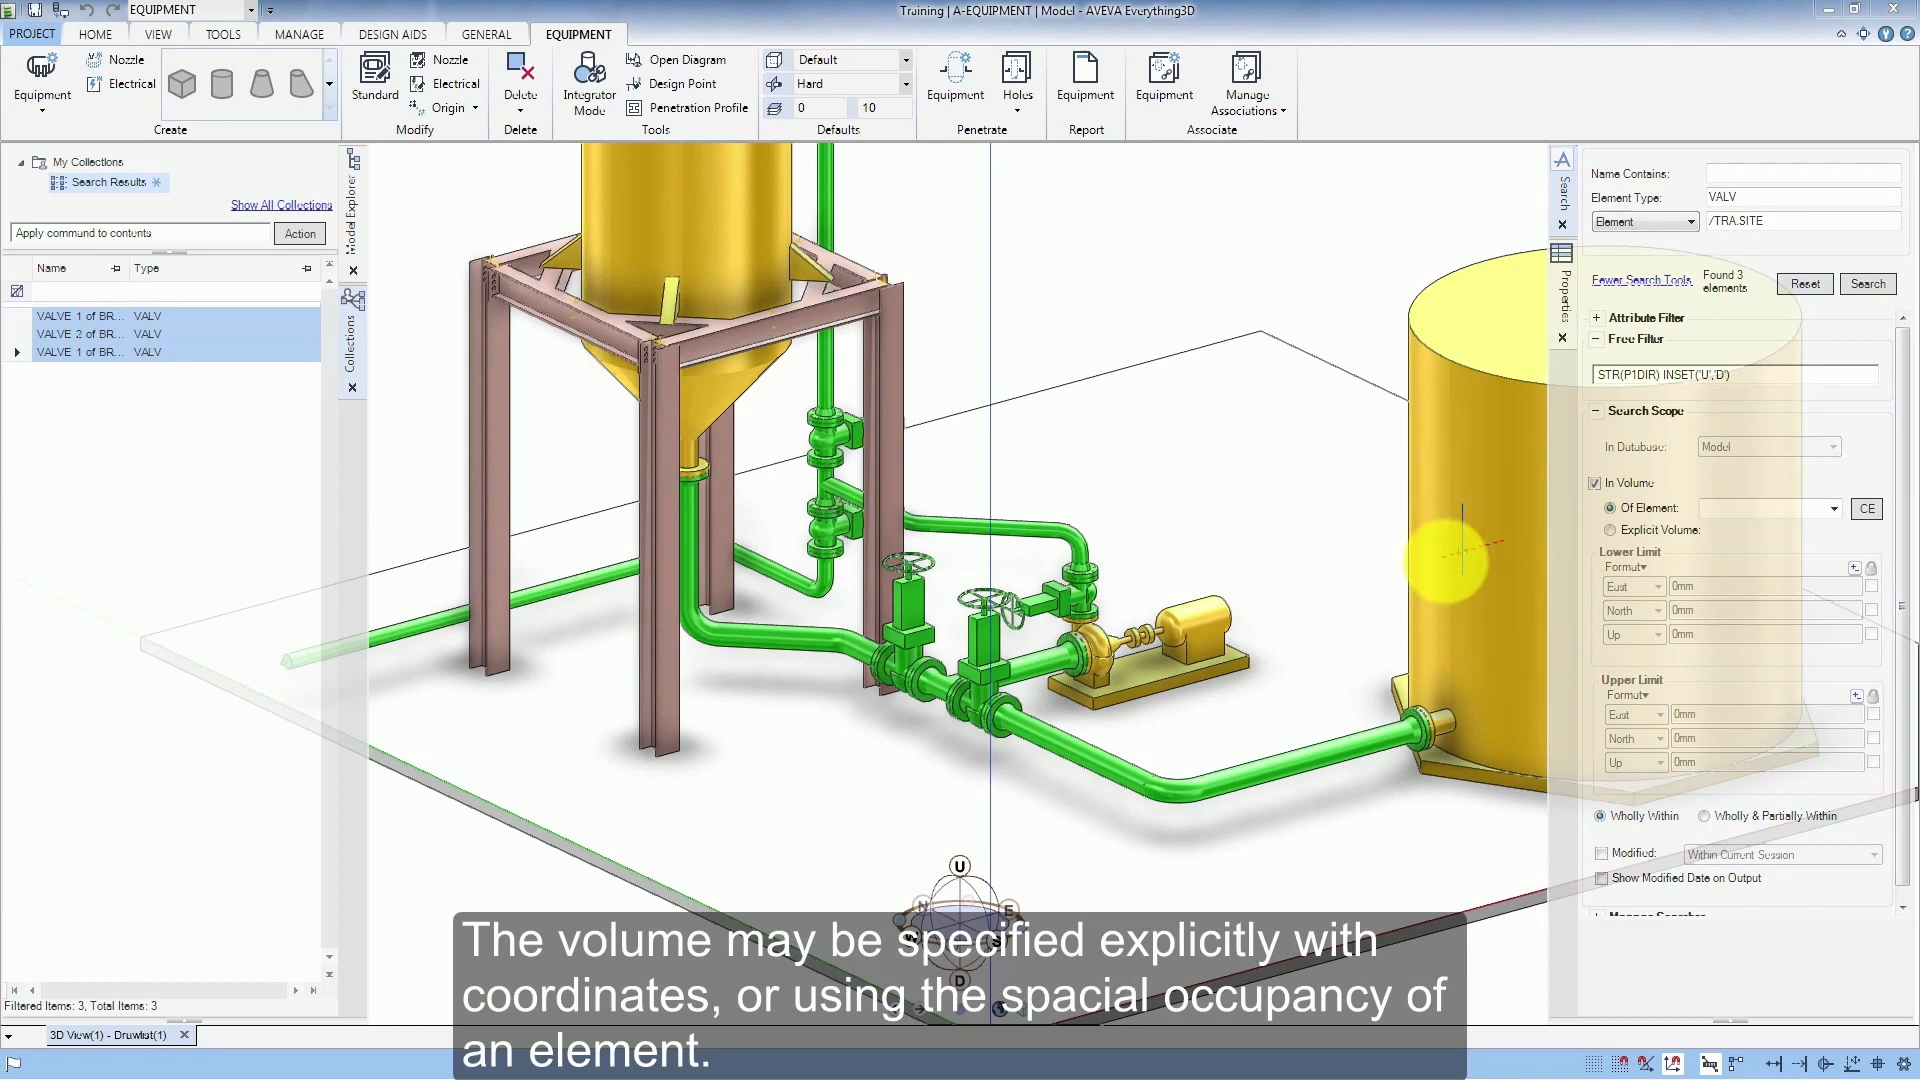 EQUIPMENT
Training | A-EQUIPMENT | Model - AVEVA Everything3D
PROJECT HOME VIEW TOOLS MANAGE DESIGN AIDS GENERAL EQUIPMENT
Nozzle Nozzle Open Diagram Default
Electrical Electrical Design Point Hard
Equipment Standard Origin Delete Integrator Mode Penetration Profile 0 10 Equipment Holes Equipment Equipment Manage Associations
Create Modify Delete Tools Defaults Penetrate Report Associate
My Collections
Search Results
Show All Collections
Apply command to contents Action
Name Type
VALVE 1 of BR... VALV
VALVE 2 of BR... VALV
VALVE 1 of BR... VALV
Filtered Items: 3, Total Items: 3
Model Explorer
Collections
Search
Properties
Name Contains:
Element Type: VALV
Element /TRA.SITE
Fewer Search Tools Found 3 elements Reset Search
Attribute Filter
Free Filter
STR(P1DIR) INSET('U','D')
Search Scope
In Database: Model
In Volume
Of Element: CE
Explicit Volume:
Lower Limit
Format
East 0mm
North 0mm
Up 0mm
Upper Limit
Format
East 0mm
North 0mm
Up 0mm
Wholly Within Wholly & Partially Within
Modified: Within Current Session
Show Modified Date on Output
U
N E
W S
D
The volume may be specified explicitly with
coordinates, or using the spacial occupancy of
an element.
3D View(1) - Drawlist(1)